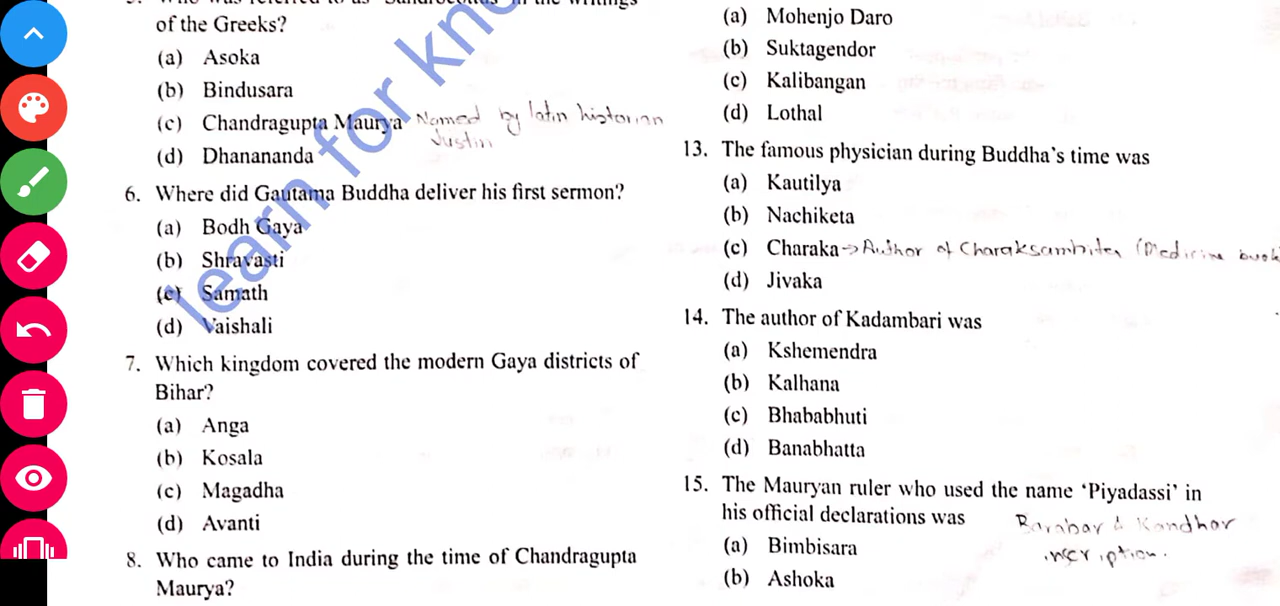 of the Greeks?
(a) Asoka
(b) Bindusara
(c) Chandragupta Maurya Named by latin historian
Justin
(d) Dhanananda
6. Where did Gautama Buddha deliver his first sermon?
(a) Bodh Gaya
(b) Shravasti
(c) Sarnath
(d) Vaishali
7. Which kingdom covered the modern Gaya districts of
Bihar?
(a) Anga
(b) Kosala
(c) Magadha
(d) Avanti
8. Who came to India during the time of Chandragupta
Maurya?
learn for kno
(a) Mohenjo Daro
(b) Suktagendor
(c) Kalibangan
(d) Lothal
13. The famous physician during Buddha's time was
(a) Kautilya
(b) Nachiketa
(c) Charaka → Author of Charaksamhita (Medicine book
(d) Jivaka
14. The author of Kadambari was
(a) Kshemendra
(b) Kalhana
(c) Bhababhuti
(d) Banabhatta
15. The Mauryan ruler who used the name 'Piyadassi' in
his official declarations was Barabar & Kandhar
inscription.
(a) Bimbisara
(b) Ashoka